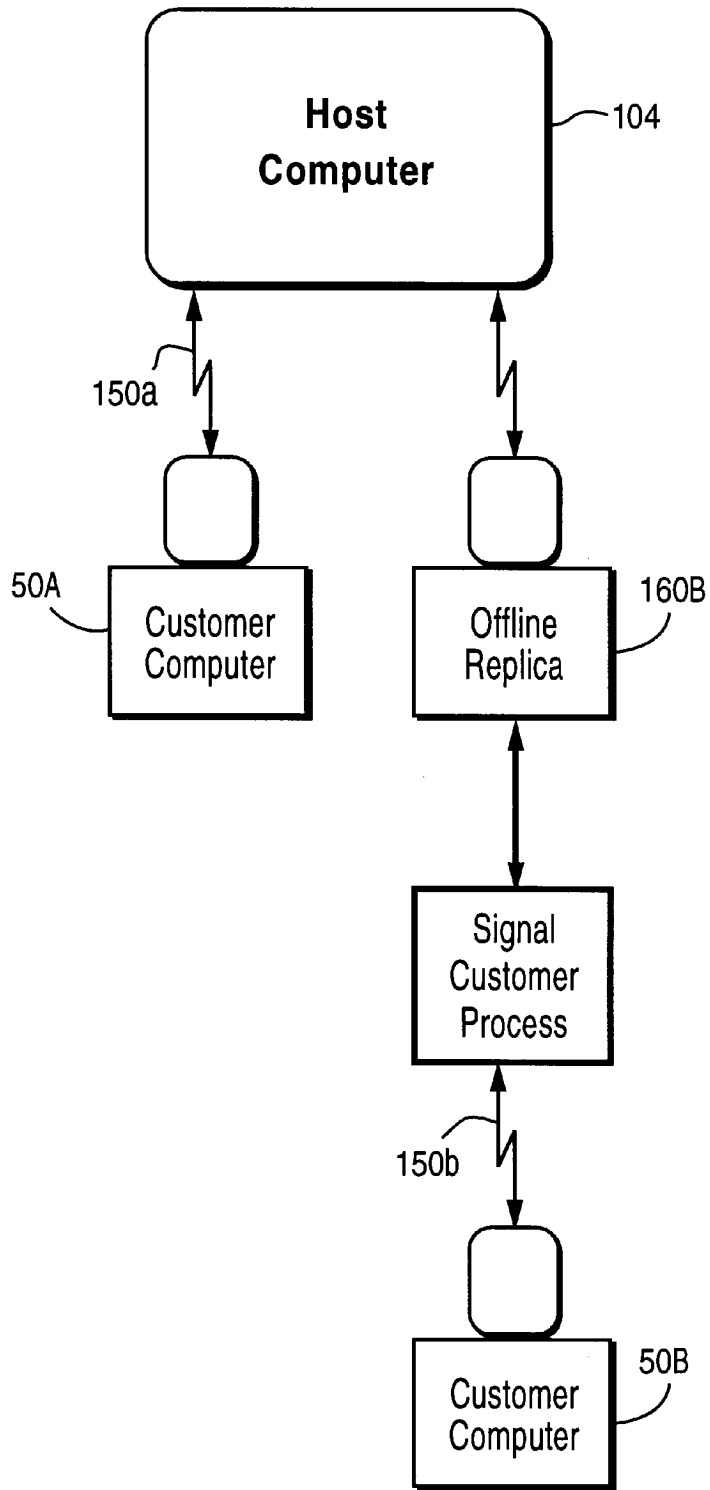 Host
Computer
104
150a
50A
Customer
Computer
Offline
Replica
160B
Signal
Customer
Process
150b
50B
Customer
Computer